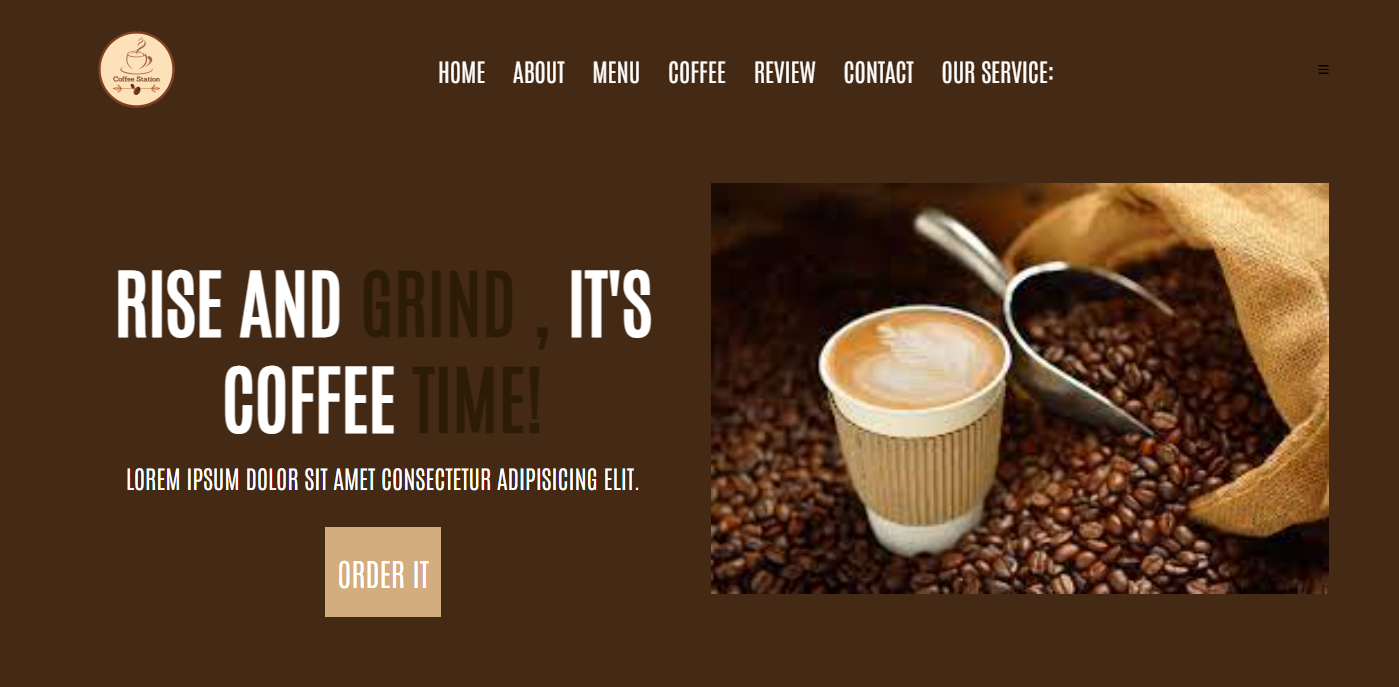 Coffee Station
HOME ABOUT MENU COFFEE REVIEW CONTACT OUR SERVICE:
RISE AND GRIND , IT'S
COFFEE TIME!
LOREM IPSUM DOLOR SIT AMET CONSECTETUR ADIPISICING ELIT.
ORDER IT